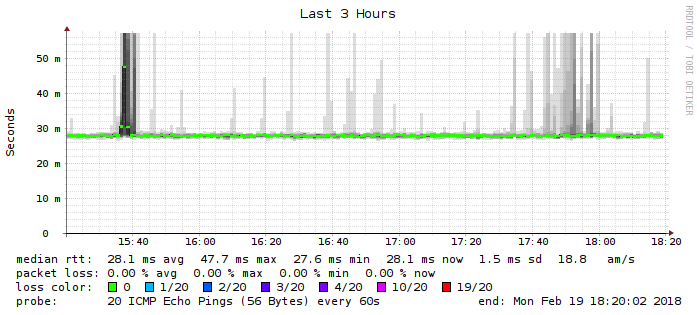 Last 3 Hours
RRDTOOL / TOBI OETIKER
Seconds
50 m
40 m
30 m
20 m
10 m
0
15:40 16:00 16:20 16:40 17:00 17:20 17:40 18:00 18:20
median rtt: 28.1 ms avg 47.7 ms max 27.6 ms min 28.1 ms now 1.5 ms sd 18.8 am/s
packet loss: 0.00 % avg 0.00 % max 0.00 % min 0.00 % now
loss color: 0 1/20 2/20 3/20 4/20 10/20 19/20
probe: 20 ICMP Echo Pings (56 Bytes) every 60s end: Mon Feb 19 18:20:02 2018